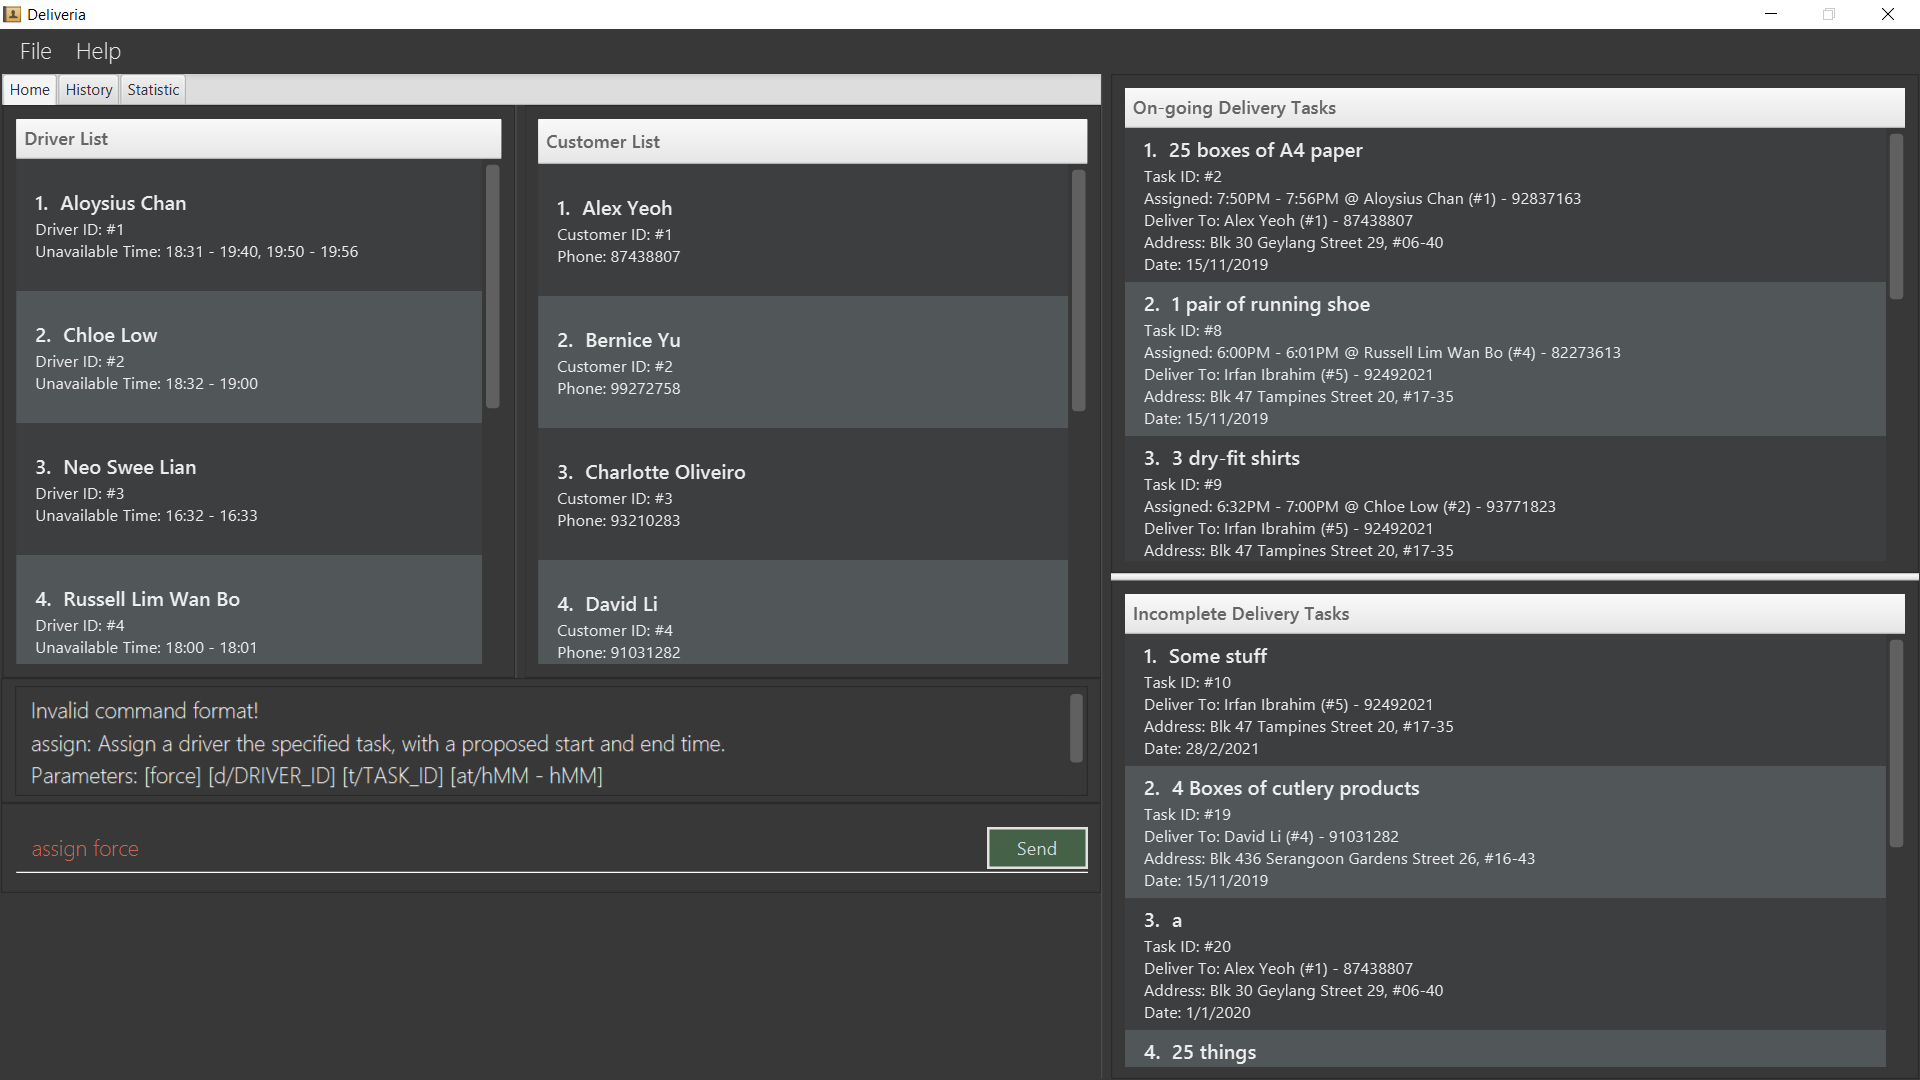 Deliveria
File Help
Home History Statistic
Driver List
1. Aloysius Chan
Driver ID: #1
Unavailable Time: 18:31 - 19:40, 19:50 - 19:56
2. Chloe Low
Driver ID: #2
Unavailable Time: 18:32 - 19:00
3. Neo Swee Lian
Driver ID: #3
Unavailable Time: 16:32 - 16:33
4. Russell Lim Wan Bo
Driver ID: #4
Unavailable Time: 18:00 - 18:01
Customer List
1. Alex Yeoh
Customer ID: #1
Phone: 87438807
2. Bernice Yu
Customer ID: #2
Phone: 99272758
3. Charlotte Oliveiro
Customer ID: #3
Phone: 93210283
4. David Li
Customer ID: #4
Phone: 91031282
Invalid command format!
assign: Assign a driver the specified task, with a proposed start and end time.
Parameters: [force] [d/DRIVER_ID] [t/TASK_ID] [at/hMM - hMM]
assign force
Send
On-going Delivery Tasks
1. 25 boxes of A4 paper
Task ID: #2
Assigned: 7:50PM - 7:56PM @ Aloysius Chan (#1) - 92837163
Deliver To: Alex Yeoh (#1) - 87438807
Address: Blk 30 Geylang Street 29, #06-40
Date: 15/11/2019
2. 1 pair of running shoe
Task ID: #8
Assigned: 6:00PM - 6:01PM @ Russell Lim Wan Bo (#4) - 82273613
Deliver To: Irfan Ibrahim (#5) - 92492021
Address: Blk 47 Tampines Street 20, #17-35
Date: 15/11/2019
3. 3 dry-fit shirts
Task ID: #9
Assigned: 6:32PM - 7:00PM @ Chloe Low (#2) - 93771823
Deliver To: Irfan Ibrahim (#5) - 92492021
Address: Blk 47 Tampines Street 20, #17-35
Incomplete Delivery Tasks
1. Some stuff
Task ID: #10
Deliver To: Irfan Ibrahim (#5) - 92492021
Address: Blk 47 Tampines Street 20, #17-35
Date: 28/2/2021
2. 4 Boxes of cutlery products
Task ID: #19
Deliver To: David Li (#4) - 91031282
Address: Blk 436 Serangoon Gardens Street 26, #16-43
Date: 15/11/2019
3. a
Task ID: #20
Deliver To: Alex Yeoh (#1) - 87438807
Address: Blk 30 Geylang Street 29, #06-40
Date: 1/1/2020
4. 25 things